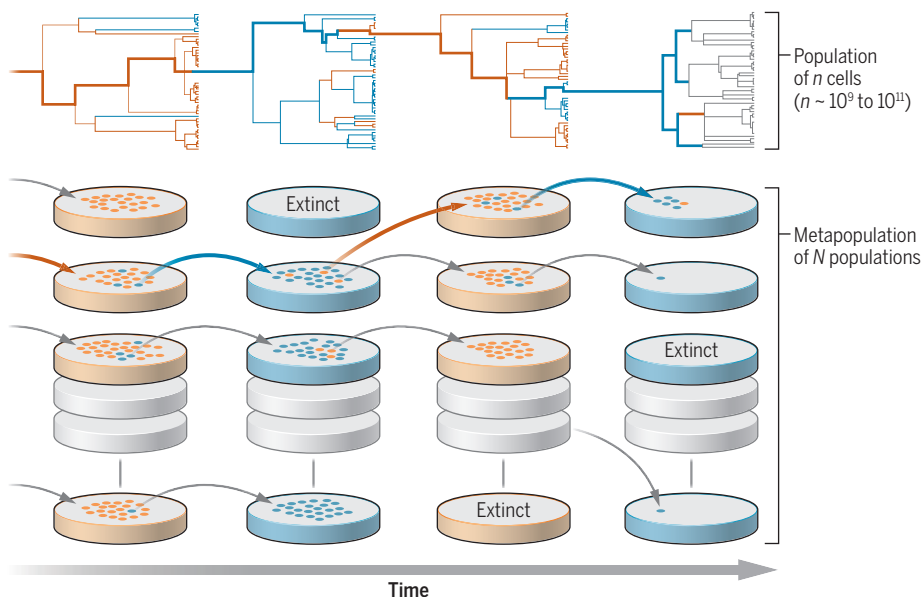 Population
of n cells
(n ~ 10⁹ to 10¹¹)
Extinct
Metapopulation
of N populations
Extinct
Extinct
Time